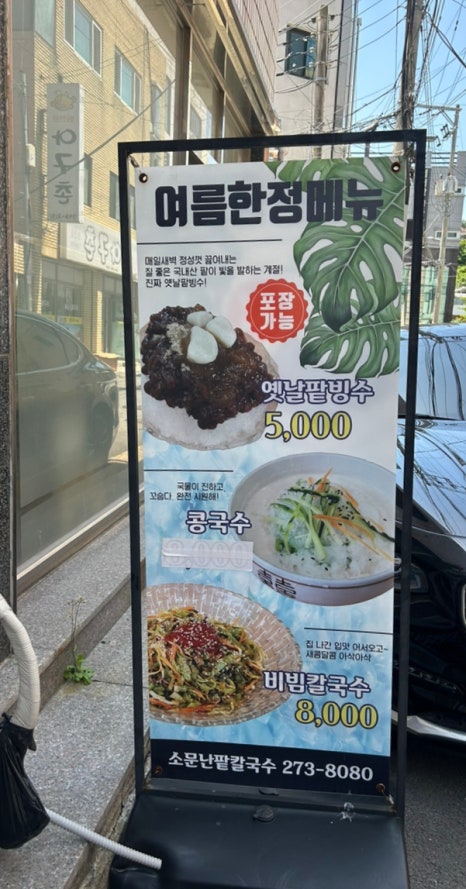 여름한정메뉴
매일새벽 정성껏 끓여내는
질 좋은 국내산 팥이 빛을 발하는 계절!
진짜 옛날팥빙수!
포장
가능
옛날팥빙수
5,000
국물이 진하고,
꼬숩다, 완전 시원해!
콩국수
집 나간 입맛 어서오고~
새콤달콤 아삭아삭
비빔칼국수
8,000
소문난팥칼국수 273-8080